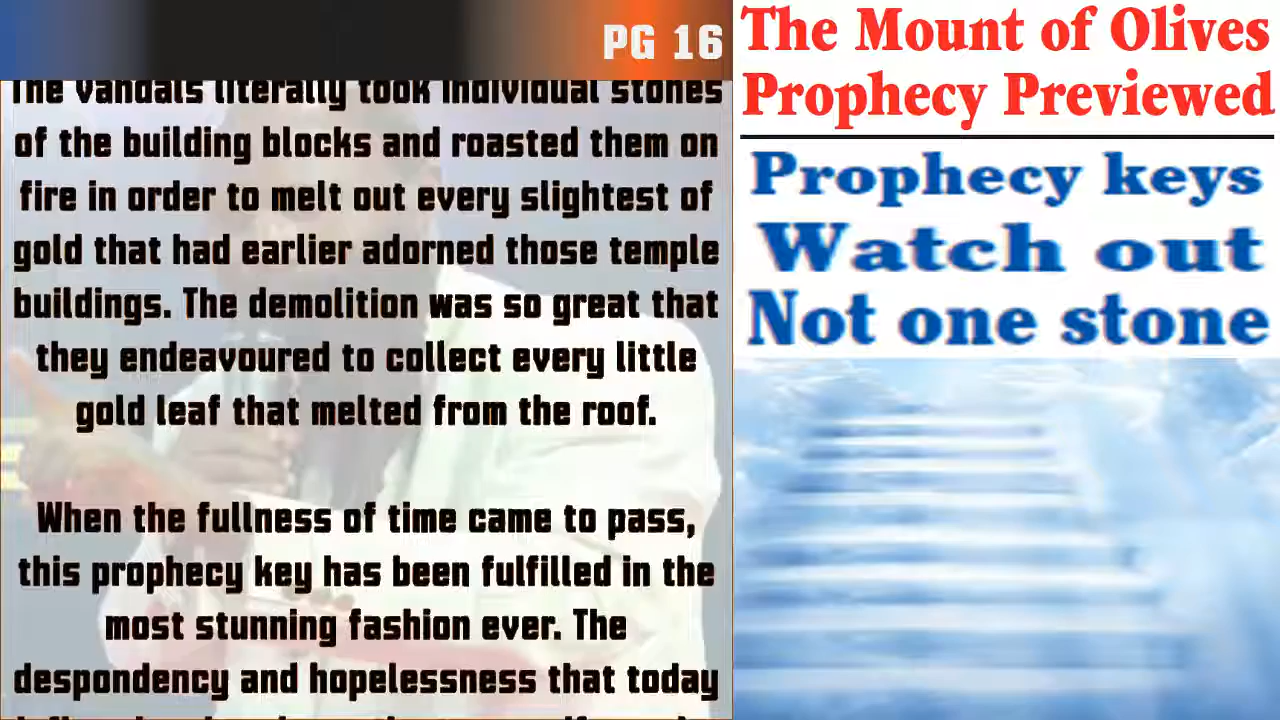 PG 16
The vandals literally took individual stones
of the building blocks and roasted them on
fire in order to melt out every slightest of
gold that had earlier adorned those temple
buildings. The demolition was so great that
they endeavoured to collect every little
gold leaf that melted from the roof.
When the fullness of time came to pass,
this prophecy key has been fulfilled in the
most stunning fashion ever. The
despondency and hopelessness that today
The Mount of Olives
Prophecy Previewed
Prophecy keys
Watch out
Not one stone